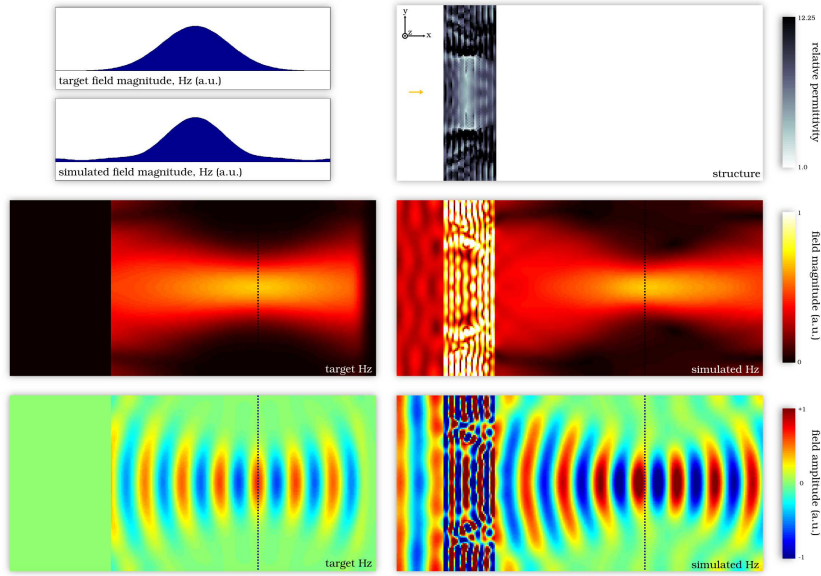 target field magnitude, Hz (a.u.)
simulated field magnitude, Hz (a.u.)
y
z
x
structure
12.25
relative permittivity
1.0
target Hz
simulated Hz
1
field magnitude (a.u.)
0
target Hz
simulated Hz
+1
field amplitude (a.u.)
0
-1